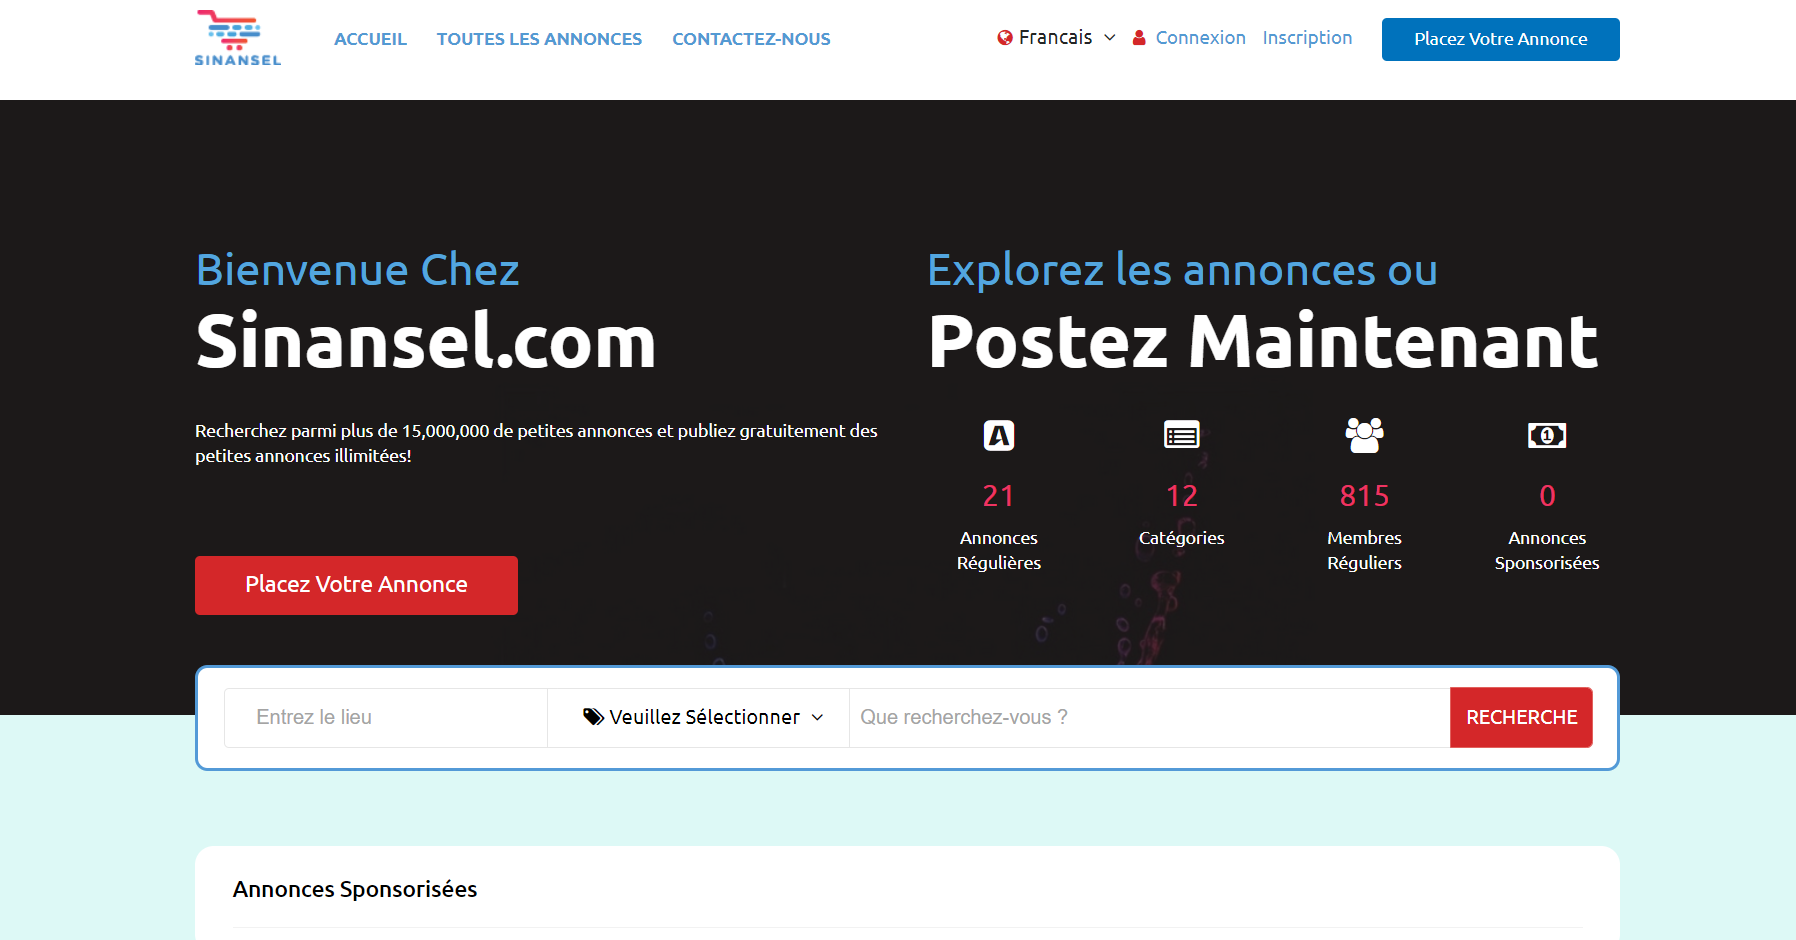 SINANSEL
ACCUEIL TOUTES LES ANNONCES CONTACTEZ-NOUS Francais Connexion Inscription Placez Votre Annonce
Bienvenue Chez
Sinansel.com
Recherchez parmi plus de 15,000,000 de petites annonces et publiez gratuitement des
petites annonces illimitées!
Placez Votre Annonce
Explorez les annonces ou
Postez Maintenant
21 12 815 0
Annonces Régulières
Catégories
Membres Réguliers
Annonces Sponsorisées
Entrez le lieu Veuillez Sélectionner Que recherchez-vous ? RECHERCHE
Annonces Sponsorisées